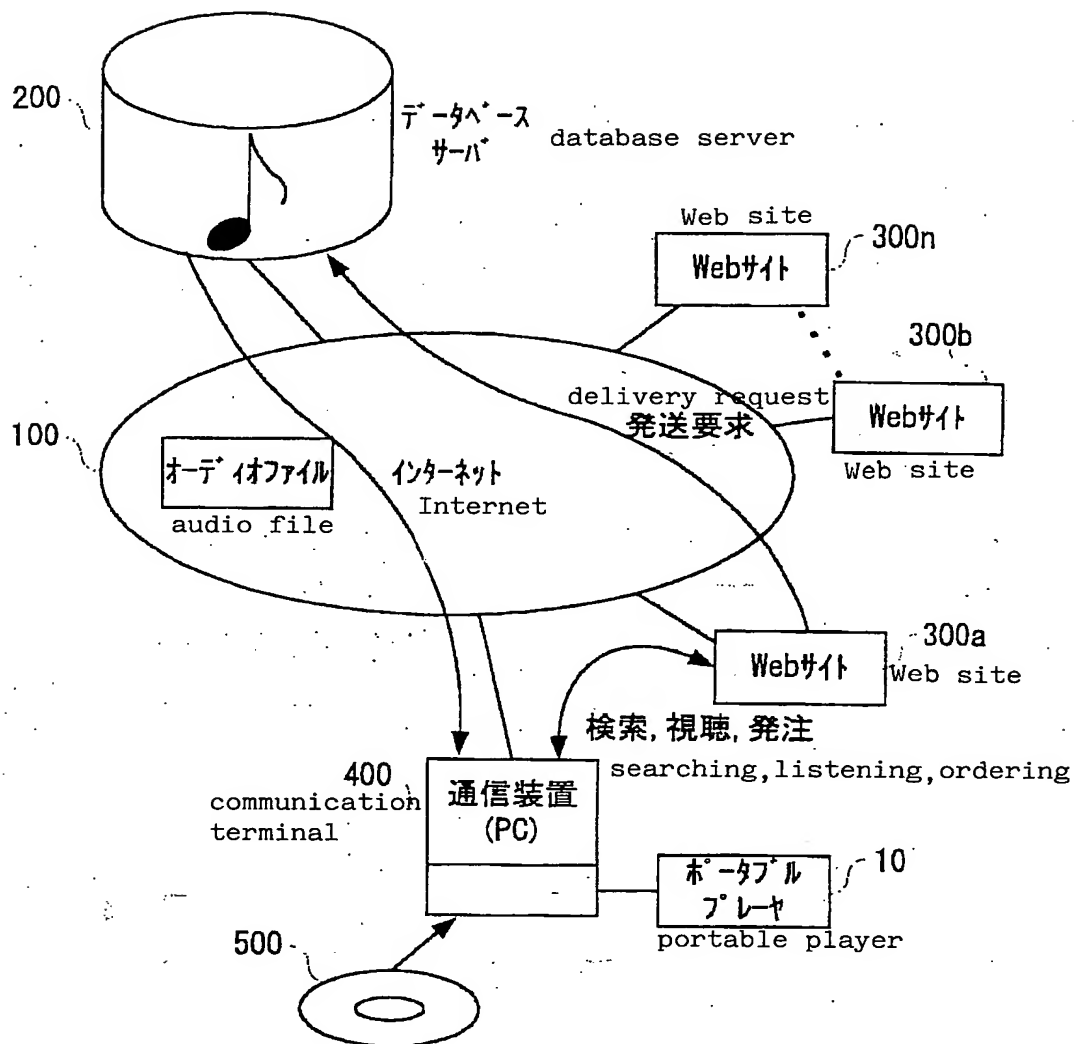 200
データベース
サーバ
database server
Web site
Webサイト
300n
300b
delivery request
発送要求
Webサイト
Web site
100
オーディオファイル
audio file
インターネット
Internet
Webサイト
300a
Web site
検索,視聴,発注
searching,listening,ordering
400
communication
terminal
通信装置
(PC)
ポータブル
プレーヤ
10
portable player
500